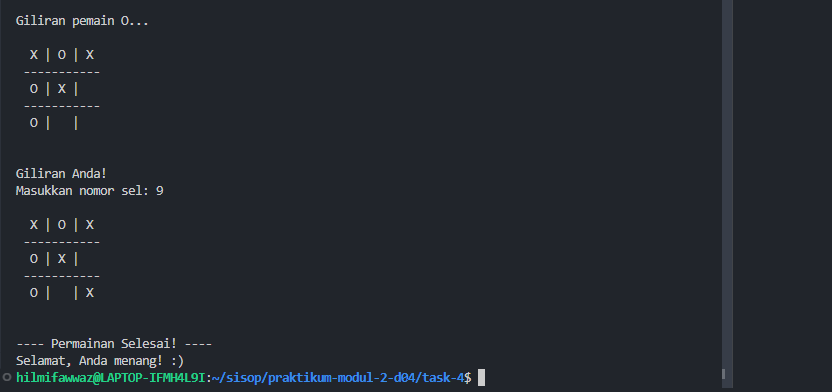 Giliran pemain O...
X | O | X
-----------
O | X |
-----------
O |   |
Giliran Anda!
Masukkan nomor sel: 9
X | O | X
-----------
O | X |
-----------
O |   | X
---- Permainan Selesai! ----
Selamat, Anda menang! :)
hilmifawwaz@LAPTOP-IFMH4L9I:~/sisop/praktikum-modul-2-d04/task-4$